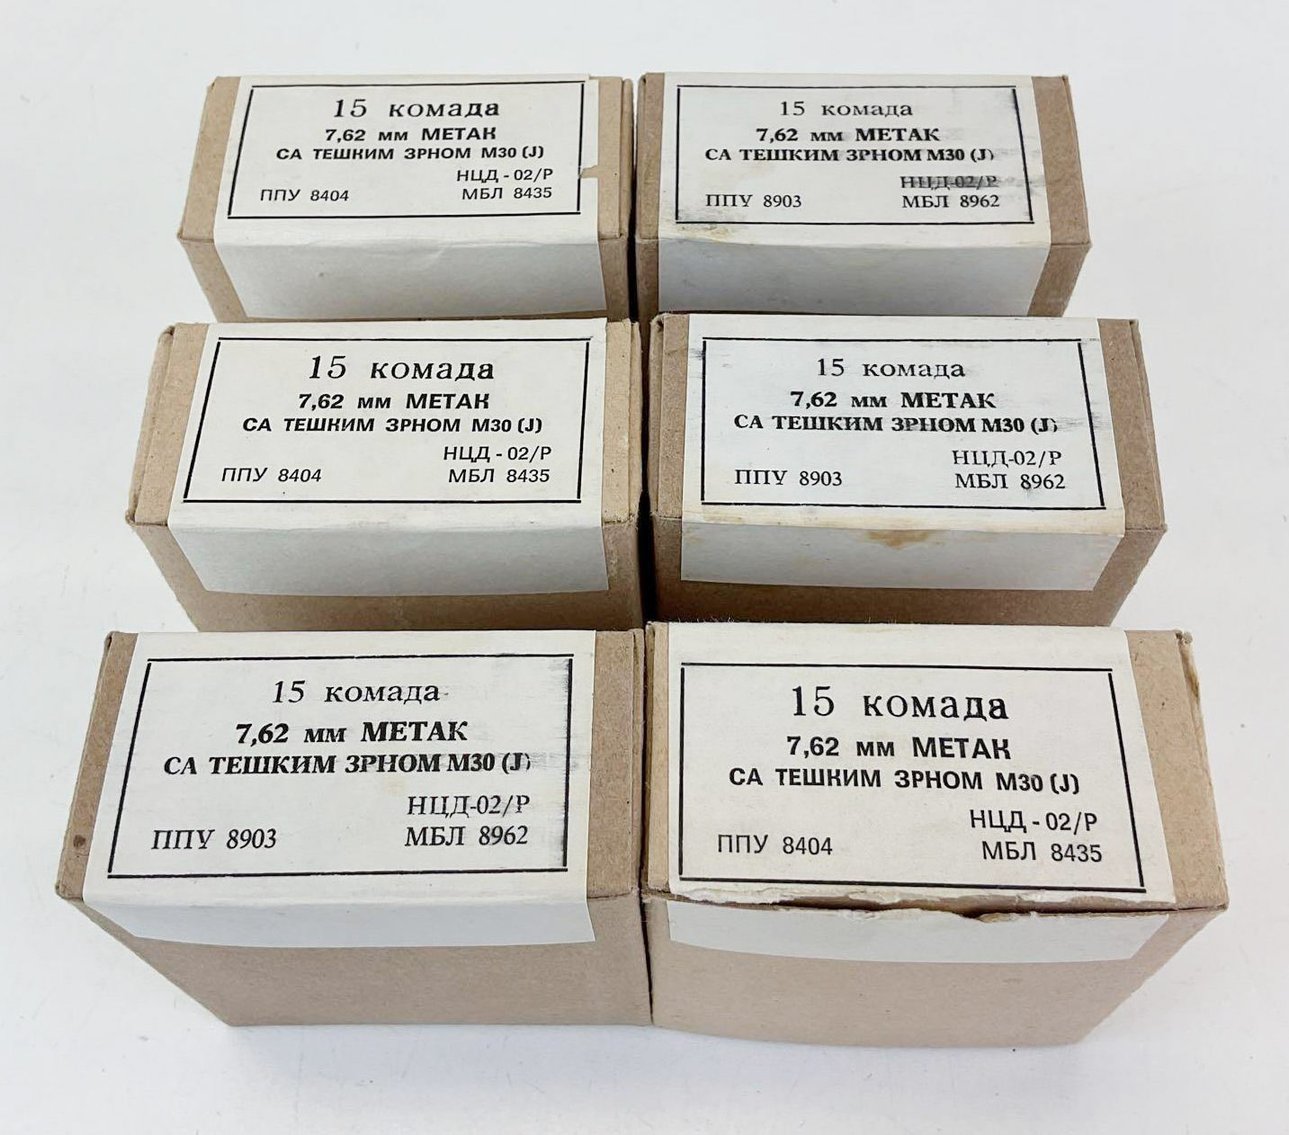 15 комада
7,62 мм МЕТАК
СА ТЕШКИМ ЗРНОМ М30 (Ј)
НЦД - 02/Р
ППУ 8404 МБЛ 8435
15 комада
7,62 мм МЕТАК
СА ТЕШКИМ ЗРНОМ М30 (Ј)
НЦД-02/Р
ППУ 8903 МБЛ 8962
15 комада
7,62 мм МЕТАК
СА ТЕШКИМ ЗРНОМ М30 (Ј)
НЦД - 02/Р
ППУ 8404 МБЛ 8435
15 комада
7,62 мм МЕТАК
СА ТЕШКИМ ЗРНОМ М30 (Ј)
НЦД-02/Р
ППУ 8903 МБЛ 8962
15 комада
7,62 мм МЕТАК
СА ТЕШКИМ ЗРНОМ М30 (Ј)
НЦД-02/Р
ППУ 8903 МБЛ 8962
15 комада
7,62 мм МЕТАК
СА ТЕШКИМ ЗРНОМ М30 (Ј)
НЦД - 02/Р
ППУ 8404 МБЛ 8435